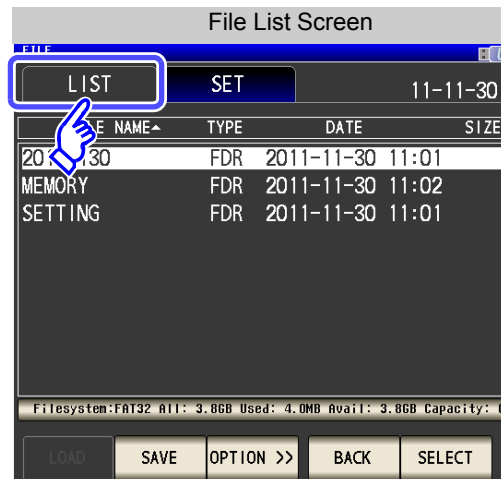 File List Screen
FILE
LIST SET 11-11-30
NAME▲ TYPE DATE SIZE
FDR 2011-11-30 11:01
MEMORY FDR 2011-11-30 11:02
SETTING FDR 2011-11-30 11:01
Filesystem:FAT32 All: 3.8GB Used: 4.0MB Avail: 3.8GB Capacity:
LOAD SAVE OPTION >> BACK SELECT